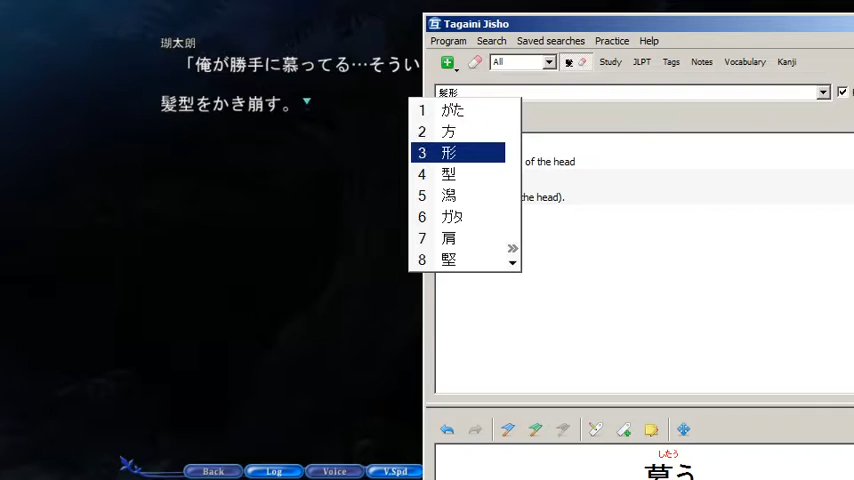 瑚太朗
「俺が勝手に慕ってる…そうい
髪型をかき崩す。
Tagaini Jisho
Program Search Saved searches Practice Help
All Study JLPT Tags Notes Vocabulary Kanji
髪形
1 がた
2 方
3 形
4 型
5 潟
6 ガタ
7 肩
8 堅
of the head
the head).
Back Log Voice V.Spd
したう
慕う